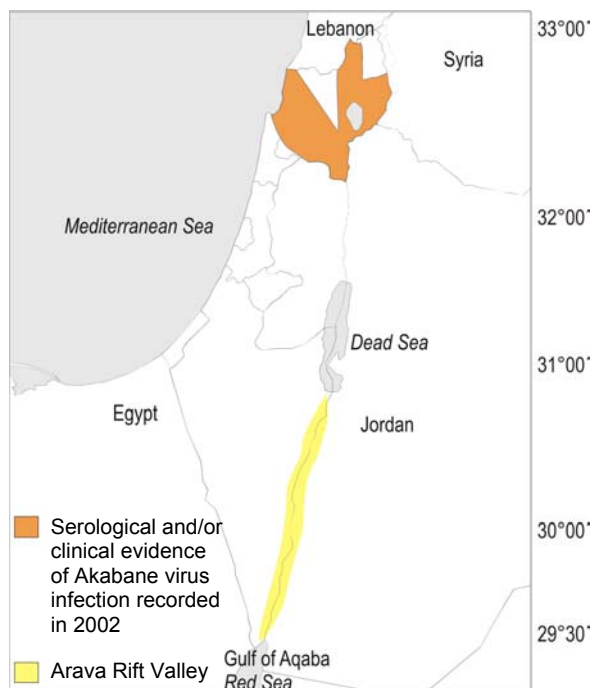 Lebanon
33°00'
Syria
Mediterranean Sea
32°00'
Dead Sea
31°00'
Egypt
Jordan
Serological and/or
clinical evidence
of Akabane virus
infection recorded
in 2002
30°00'
29°30'
Arava Rift Valley
Gulf of Aqaba
Red Sea